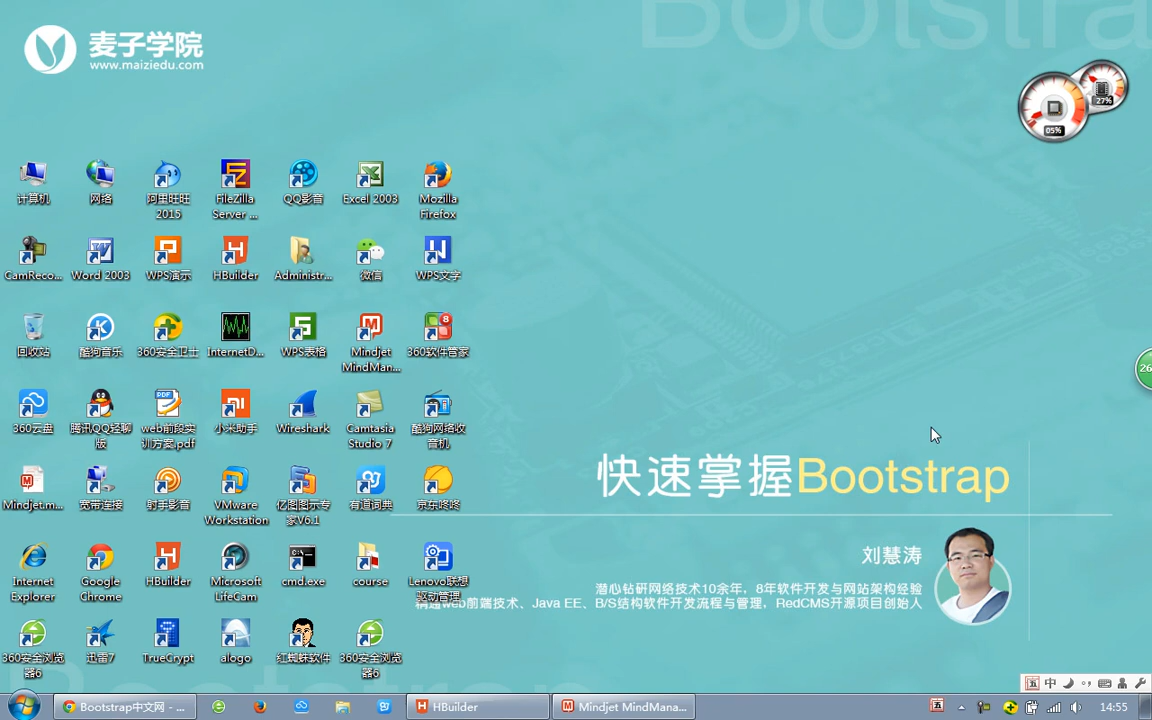 Bootstra
麦子学院
www.maiziedu.com
27%
05%
计算机
网络
阿里旺旺
2015
FileZilla
Server ...
QQ影音
Excel 2003
Mozilla
Firefox
CamReco...
Word 2003
WPS演示
HBuilder
Administr...
微信
WPS文字
回收站
酷狗音乐
360安全卫士
InternetD...
WPS表格
Mindjet
MindMan...
360软件管家
26
360云盘
腾讯QQ轻聊
版
web前段实
训方案.pdf
小米助手
Wireshark
Camtasia
Studio 7
酷狗网络收
音机
快速掌握Bootstrap
Mindjet.m...
宽带连接
射手影音
VMware
Workstation
亿图图示专
家V6.1
有道词典
京东咚咚
刘慧涛
潜心钻研网络技术10余年，8年软件开发与网站架构经验
精通web前端技术、Java EE、B/S结构软件开发流程与管理，RedCMS开源项目创始人
Internet
Explorer
Google
Chrome
HBuilder
Microsoft
LifeCam
cmd.exe
course
Lenovo联想
驱动管理
360安全浏览
器6
迅雷7
TrueCrypt
alogo
红蜘蛛软件
360安全浏览
器6
Bootstrap
五 中
Bootstrap中文网 - ...
HBuilder
Mindjet MindMana...
五
14:55